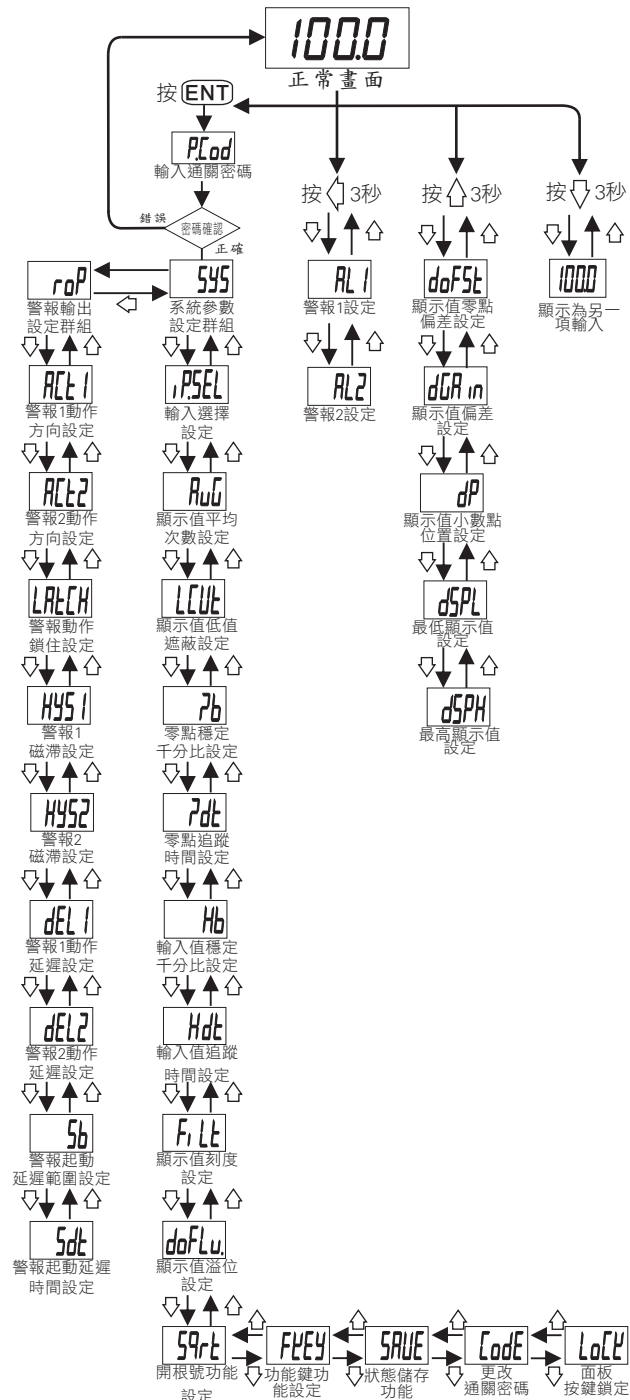 100.0
正常畫面
按 ENT
P.Cod
輸入通關密碼
錯誤
密碼確認
正確
roP
警報輸出
設定群組
ACt1
警報1動作
方向設定
ACt2
警報2動作
方向設定
LAtCH
警報動作
鎖住設定
HYS1
警報1
磁滯設定
HYS2
警報2
磁滯設定
dEL1
警報1動作
延遲設定
dEL2
警報2動作
延遲設定
Sb
警報起動
延遲範圍設定
Sdt
警報起動延遲
時間設定
SYS
系統參數
設定群組
iP.SEL
輸入選擇
設定
AvG
顯示值平均
次數設定
LCUt
顯示值低值
遮蔽設定
Zb
零點穩定
千分比設定
Zdt
零點追蹤
時間設定
Hb
輸入值穩定
千分比設定
Hdt
輸入值追蹤
時間設定
FiLt
顯示值刻度
設定
doFLv.
顯示值溢位
設定
Sqrt
開根號功能
設定
FKEY
功能鍵功
能設定
SAVE
狀態儲存
功能
CodE
更改
通關密碼
LoCK
面板
按鍵鎖定
按 3秒
AL1
警報1設定
AL2
警報2設定
按 3秒
doFSt
顯示值零點
偏差設定
dGAin
顯示值偏差
設定
dP
顯示值小數點
位置設定
dSPL
最低顯示值
設定
dSPH
最高顯示值
設定
按 3秒
100.0
顯示為另一
項輸入